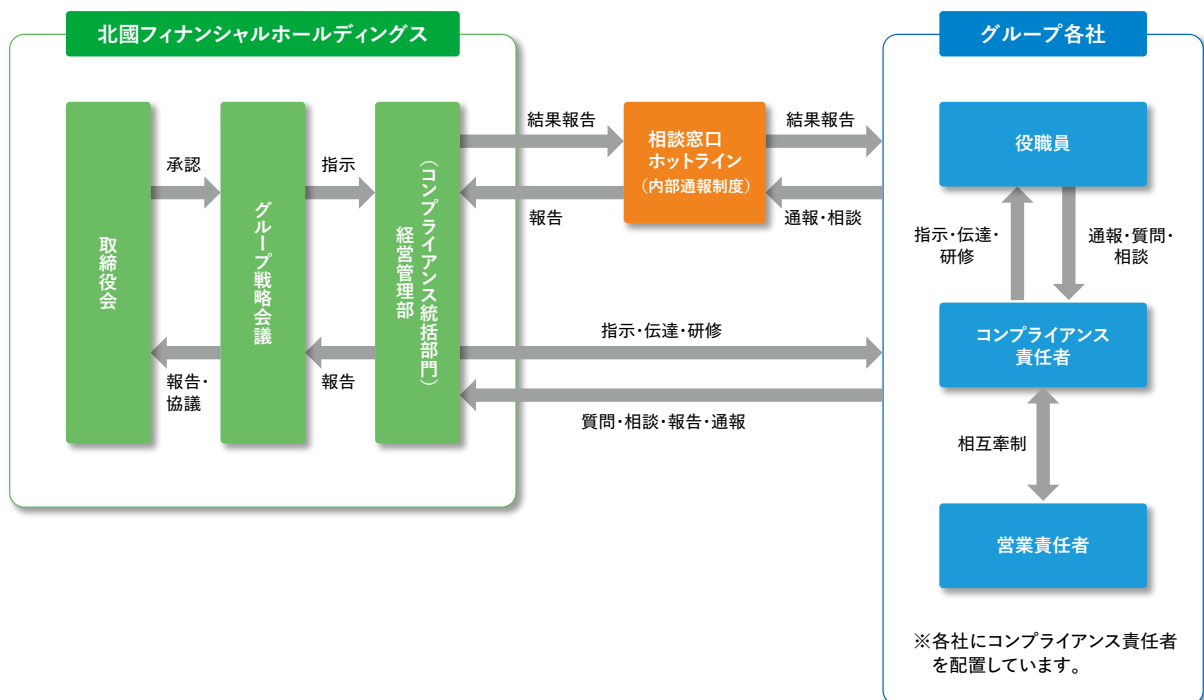 北國フィナンシャルホールディングス
取締役会
承認
報告・
協議
グループ戦略会議
指示
報告
経営管理部
（コンプライアンス統括部門）
結果報告
報告
相談窓口
ホットライン
（内部通報制度）
結果報告
通報・相談
指示・伝達・研修
質問・相談・報告・通報
グループ各社
役職員
指示・伝達・
研修
通報・質問・
相談
コンプライアンス
責任者
相互牽制
営業責任者
※各社にコンプライアンス責任者
を配置しています。